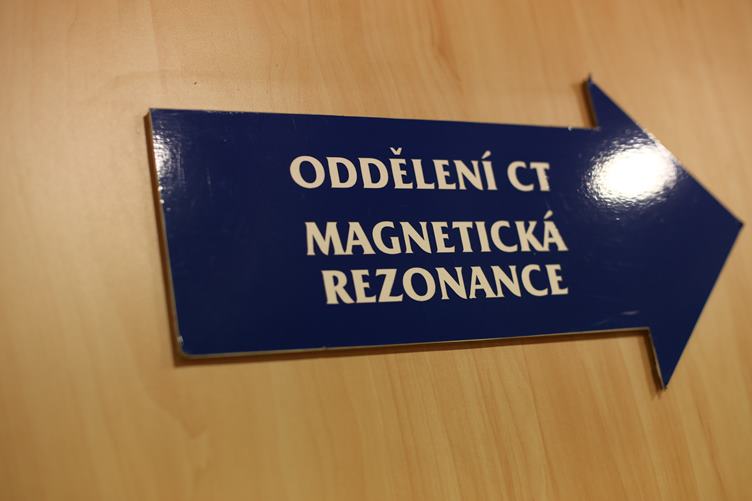 ODDĚLENÍ CT
MAGNETICKÁ
REZONANCE